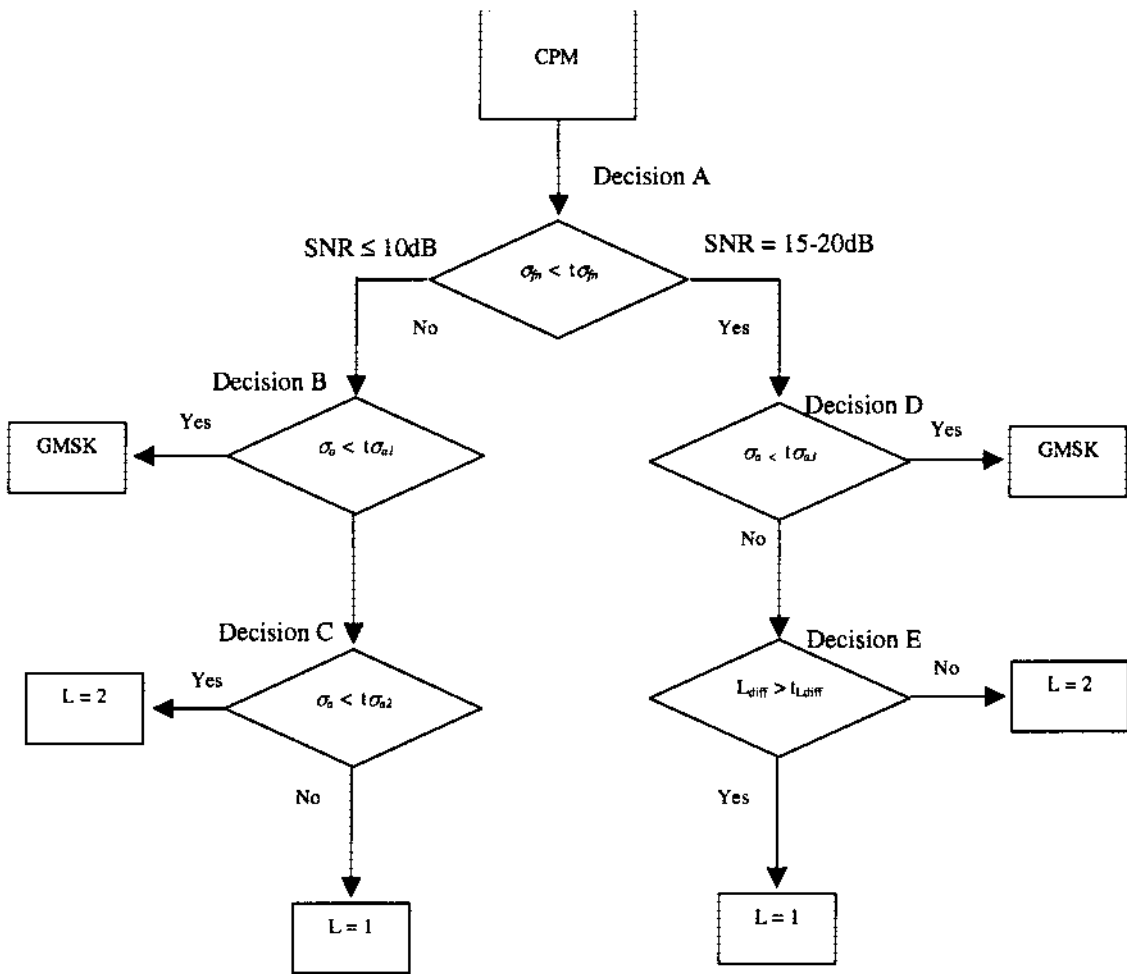 CPM
Decision A
SNR ≤ 10dB
SNR = 15-20dB
σfn < tσfn
No
Yes
Decision B
Decision D
Yes
GMSK
σa < tσa1
σa < tσa3
Yes
GMSK
No
Decision C
Decision E
Yes
L = 2
σa < tσa2
Ldiff > tLdiff
No
L = 2
No
Yes
L = 1
L = 1